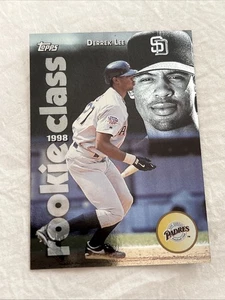 Topps
DERREK LEE
SD
rookie class
1998
PADRES